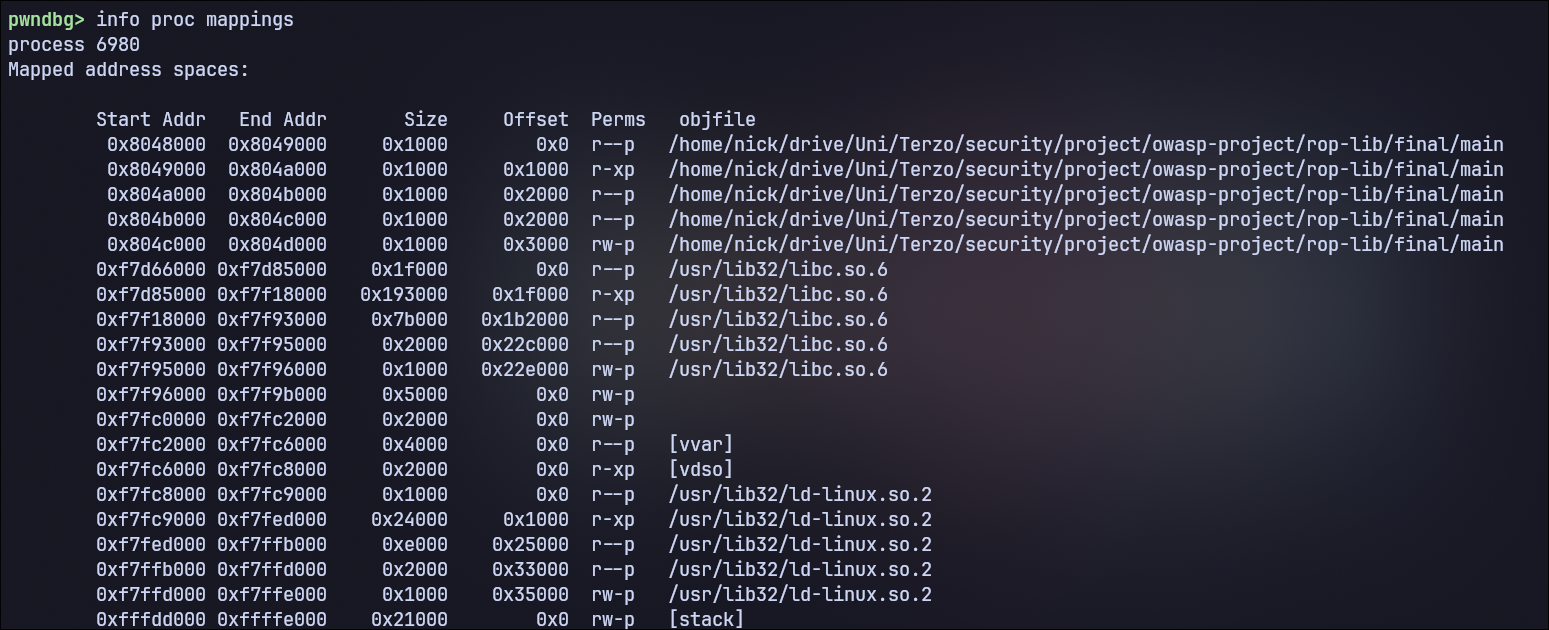 pwndbg> info proc mappings
process 6980
Mapped address spaces:
Start Addr End Addr Size Offset Perms objfile
0x8048000 0x8049000 0x1000 0x0 r--p /home/nick/drive/Uni/Terzo/security/project/owasp-project/rop-lib/final/main
0x8049000 0x804a000 0x1000 0x1000 r-xp /home/nick/drive/Uni/Terzo/security/project/owasp-project/rop-lib/final/main
0x804a000 0x804b000 0x1000 0x2000 r--p /home/nick/drive/Uni/Terzo/security/project/owasp-project/rop-lib/final/main
0x804b000 0x804c000 0x1000 0x2000 r--p /home/nick/drive/Uni/Terzo/security/project/owasp-project/rop-lib/final/main
0x804c000 0x804d000 0x1000 0x3000 rw-p /home/nick/drive/Uni/Terzo/security/project/owasp-project/rop-lib/final/main
0xf7d66000 0xf7d85000 0x1f000 0x0 r--p /usr/lib32/libc.so.6
0xf7d85000 0xf7f18000 0x193000 0x1f000 r-xp /usr/lib32/libc.so.6
0xf7f18000 0xf7f93000 0x7b000 0x1b2000 r--p /usr/lib32/libc.so.6
0xf7f93000 0xf7f95000 0x2000 0x22c000 r--p /usr/lib32/libc.so.6
0xf7f95000 0xf7f96000 0x1000 0x22e000 rw-p /usr/lib32/libc.so.6
0xf7f96000 0xf7f9b000 0x5000 0x0 rw-p
0xf7fc0000 0xf7fc2000 0x2000 0x0 rw-p
0xf7fc2000 0xf7fc6000 0x4000 0x0 r--p [vvar]
0xf7fc6000 0xf7fc8000 0x2000 0x0 r-xp [vdso]
0xf7fc8000 0xf7fc9000 0x1000 0x0 r--p /usr/lib32/ld-linux.so.2
0xf7fc9000 0xf7fed000 0x24000 0x1000 r-xp /usr/lib32/ld-linux.so.2
0xf7fed000 0xf7ffb000 0xe000 0x25000 r--p /usr/lib32/ld-linux.so.2
0xf7ffb000 0xf7ffd000 0x2000 0x33000 r--p /usr/lib32/ld-linux.so.2
0xf7ffd000 0xf7ffe000 0x1000 0x35000 rw-p /usr/lib32/ld-linux.so.2
0xfffdd000 0xffffe000 0x21000 0x0 rw-p [stack]